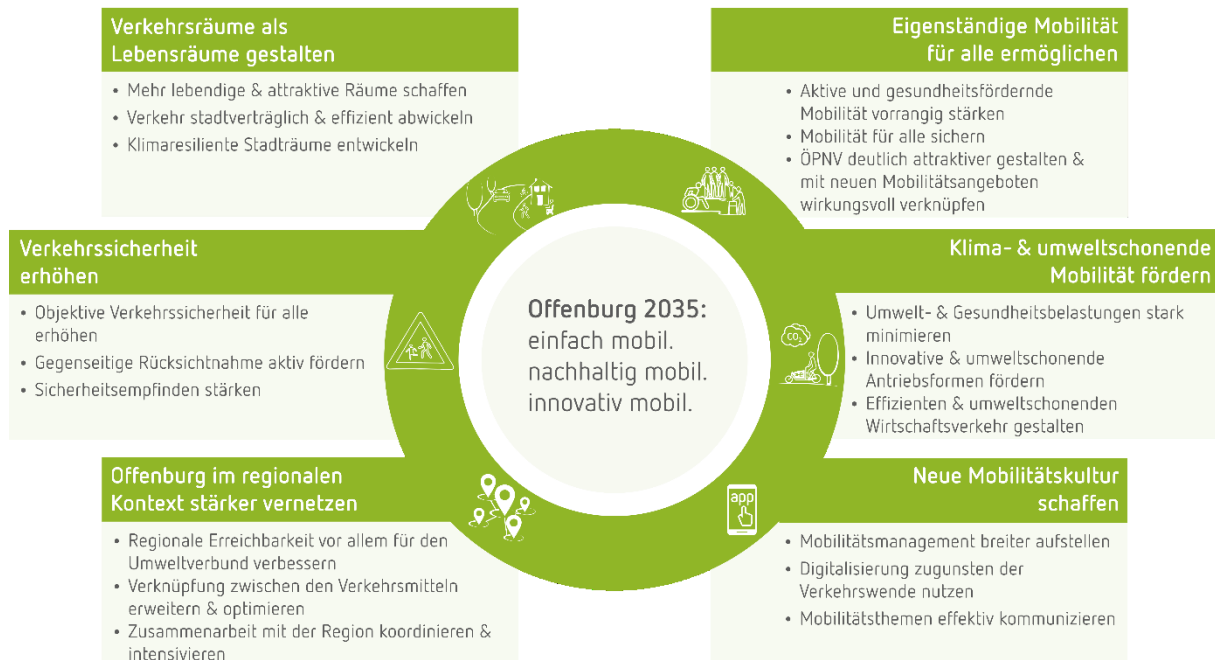 Verkehrsräume als
Lebensräume gestalten
• Mehr lebendige & attraktive Räume schaffen
• Verkehr stadtverträglich & effizient abwickeln
• Klimaresiliente Stadträume entwickeln
Eigenständige Mobilität
für alle ermöglichen
• Aktive und gesundheitsfördernde
Mobilität vorrangig stärken
• Mobilität für alle sichern
• ÖPNV deutlich attraktiver gestalten &
mit neuen Mobilitätsangeboten
wirkungsvoll verknüpfen
Verkehrssicherheit
erhöhen
• Objektive Verkehrssicherheit für alle
erhöhen
• Gegenseitige Rücksichtnahme aktiv fördern
• Sicherheitsempfinden stärken
Offenburg 2035:
einfach mobil.
nachhaltig mobil.
innovativ mobil.
CO₂
Klima- & umweltschonende
Mobilität fördern
• Umwelt- & Gesundheitsbelastungen stark
minimieren
• Innovative & umweltschonende
Antriebsformen fördern
• Effizienten & umweltschonenden
Wirtschaftsverkehr gestalten
Offenburg im regionalen
Kontext stärker vernetzen
• Regionale Erreichbarkeit vor allem für den
Umweltverbund verbessern
• Verknüpfung zwischen den Verkehrsmitteln
erweitern & optimieren
• Zusammenarbeit mit der Region koordinieren &
intensivieren
app
Neue Mobilitätskultur
schaffen
• Mobilitätsmanagement breiter aufstellen
• Digitalisierung zugunsten der
Verkehrswende nutzen
• Mobilitätsthemen effektiv kommunizieren